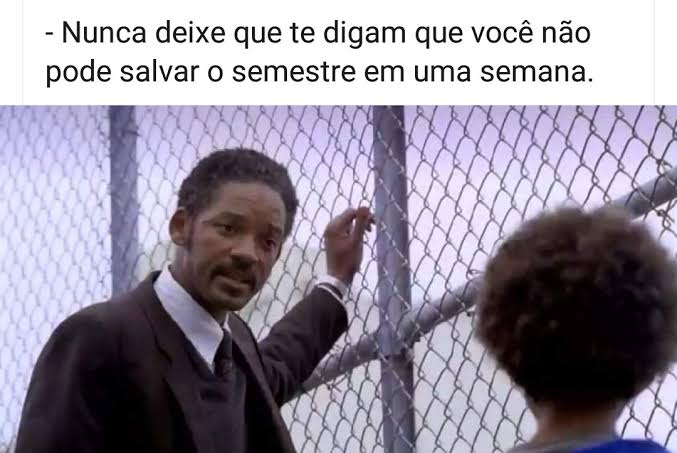 - Nunca deixe que te digam que você não
pode salvar o semestre em uma semana.